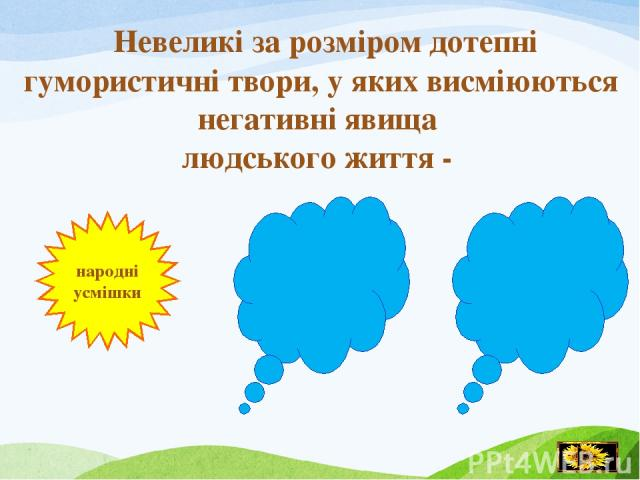 Невеликі за розміром дотепні
гумористичні твори, у яких висміюються
негативні явища
людського життя -
народні
усмішки
PPt4WEB.ru